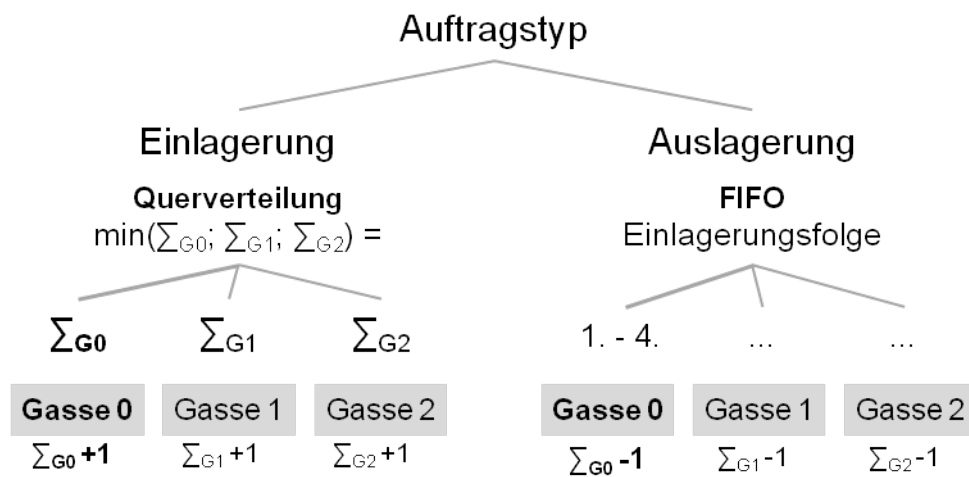 Auftragstyp
Einlagerung Auslagerung
Querverteilung FIFO
min(∑G0; ∑G1; ∑G2) = Einlagerungsfolge
∑G0 ∑G1 ∑G2 1. - 4. ... ...
Gasse 0 Gasse 1 Gasse 2 Gasse 0 Gasse 1 Gasse 2
∑G0 +1 ∑G1 +1 ∑G2 +1 ∑G0 -1 ∑G1 -1 ∑G2 -1